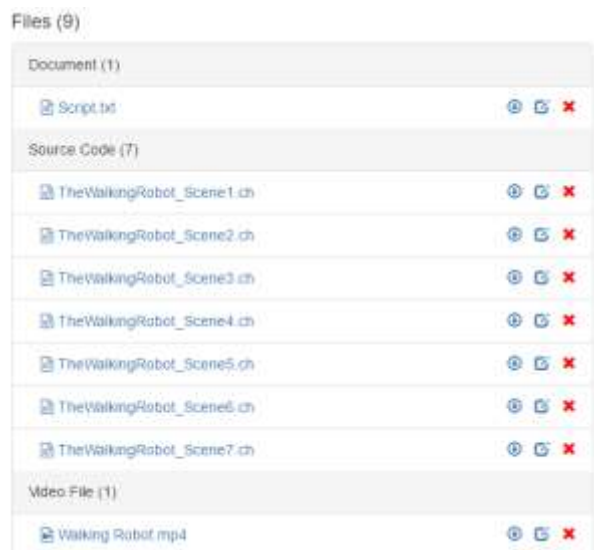 Files (9)
Document (1)
Script.txt
Source Code (7)
TheWalkingRobot_Scene1.ch
TheWalkingRobot_Scene2.ch
TheWalkingRobot_Scene3.ch
TheWalkingRobot_Scene4.ch
TheWalkingRobot_Scene5.ch
TheWalkingRobot_Scene6.ch
TheWalkingRobot_Scene7.ch
Video File (1)
Walking Robot.mp4